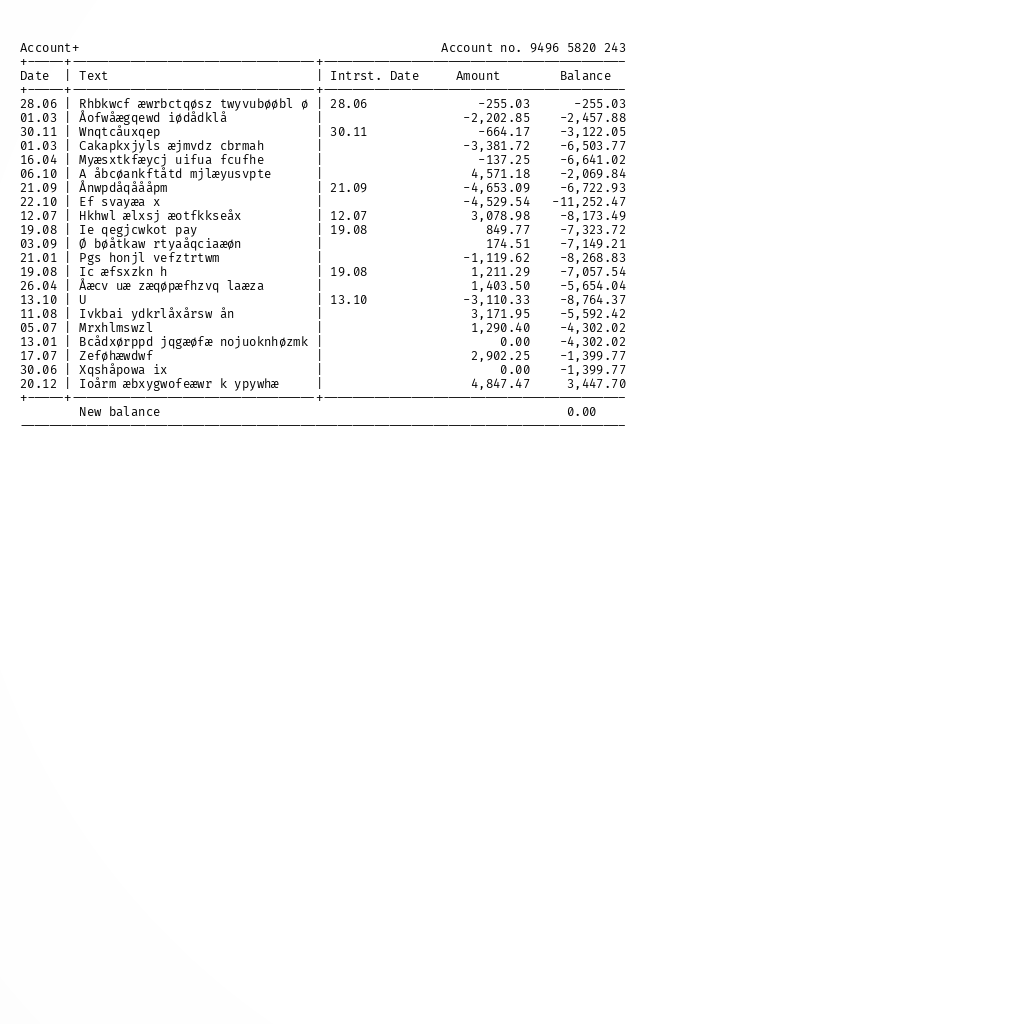 Account+ Account no. 9496 5820 243
+-----+---------------------------------+-----------------------------------------
Date | Text | Intrst. Date Amount Balance
+-----+---------------------------------+-----------------------------------------
28.06 | Rhbkwcf æwrbctqøsz twyvubøøbl ø | 28.06 -255.03 -255.03
01.03 | Åofwåægqewd iødådklå | -2,202.85 -2,457.88
30.11 | Wnqtcåuxqep | 30.11 -664.17 -3,122.05
01.03 | Cakapkxjyls æjmvdz cbrmah | -3,381.72 -6,503.77
16.04 | Myæsxtkfæycj uifua fcufhe | -137.25 -6,641.02
06.10 | A åbcøankftåtd mjlæyusvpte | 4,571.18 -2,069.84
21.09 | Ånwpdåqåååpm | 21.09 -4,653.09 -6,722.93
22.10 | Ef svayæa x | -4,529.54 -11,252.47
12.07 | Hkhwl ælxsj æotfkkseåx | 12.07 3,078.98 -8,173.49
19.08 | Ie qegjcwkot pay | 19.08 849.77 -7,323.72
03.09 | Ø bøåtkaw rtyaåqciaæøn | 174.51 -7,149.21
21.01 | Pgs honjl vefztrtwm | -1,119.62 -8,268.83
19.08 | Ic æfsxzkn h | 19.08 1,211.29 -7,057.54
26.04 | Åæcv uæ zæqøpæfhzvq laæza | 1,403.50 -5,654.04
13.10 | U | 13.10 -3,110.33 -8,764.37
11.08 | Ivkbai ydkrlåxårsw ån | 3,171.95 -5,592.42
05.07 | Mrxhlmswzl | 1,290.40 -4,302.02
13.01 | Bcådxørppd jqgæøfæ nojuoknhøzmk | 0.00 -4,302.02
17.07 | Zeføhæwdwf | 2,902.25 -1,399.77
30.06 | Xqshåpowa ix | 0.00 -1,399.77
20.12 | Ioårm æbxygwofeæwr k ypywhæ | 4,847.47 3,447.70
+-----+---------------------------------+-----------------------------------------
New balance 0.00
----------------------------------------------------------------------------------